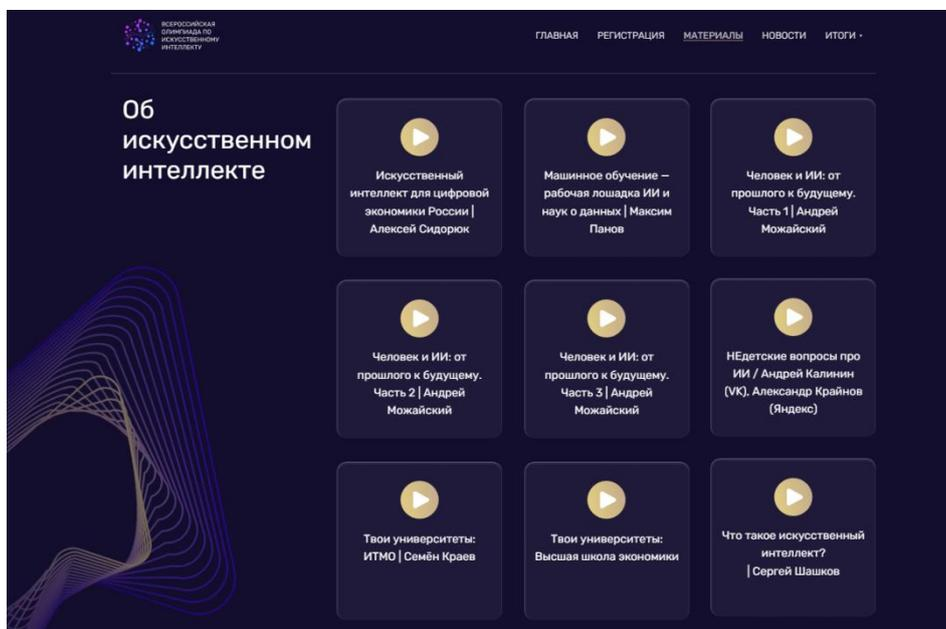 ВСЕРОССИЙСКАЯ
ОЛИМПИАДА ПО
ИСКУССТВЕННОМУ
ИНТЕЛЛЕКТУ
ГЛАВНАЯ РЕГИСТРАЦИЯ МАТЕРИАЛЫ НОВОСТИ ИТОГИ
Об
искусственном
интеллекте
Искусственный
интеллект для цифровой
экономики России |
Алексей Сидорюк
Машинное обучение —
рабочая лошадка ИИ и
наук о данных | Максим
Панов
Человек и ИИ: от
прошлого к будущему.
Часть 1 | Андрей
Можайский
Человек и ИИ: от
прошлого к будущему.
Часть 2 | Андрей
Можайский
Человек и ИИ: от
прошлого к будущему.
Часть 3 | Андрей
Можайский
НЕдетские вопросы про
ИИ / Андрей Калинин
(VK), Александр Крайнов
(Яндекс)
Твои университеты:
ИТМО | Семён Краев
Твои университеты:
Высшая школа экономики
Что такое искусственный
интеллект?
| Сергей Шашков